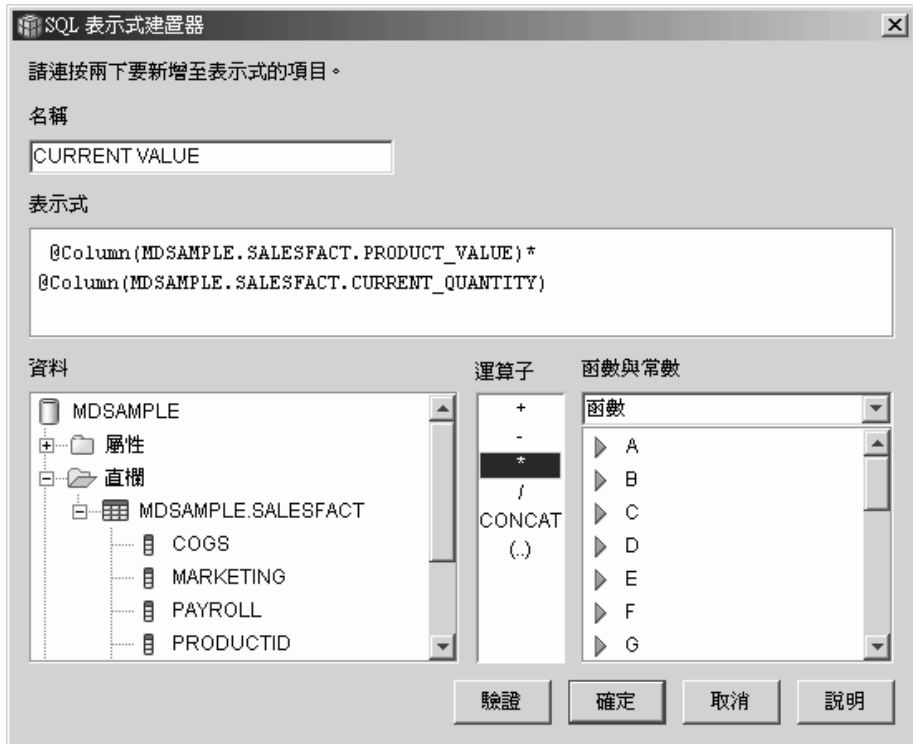 SQL 表示式建置器
請連按兩下要新增至表示式的項目。
名稱
CURRENT VALUE
表示式
@Column(MDSAMPLE.SALESFACT.PRODUCT_VALUE)*
@Column(MDSAMPLE.SALESFACT.CURRENT_QUANTITY)
資料
運算子
函數與常數
MDSAMPLE
屬性
直欄
MDSAMPLE.SALESFACT
COGS
MARKETING
PAYROLL
PRODUCTID
+
-
*
/
CONCAT
(..)
函數
A
B
C
D
E
F
G
驗證
確定
取消
說明